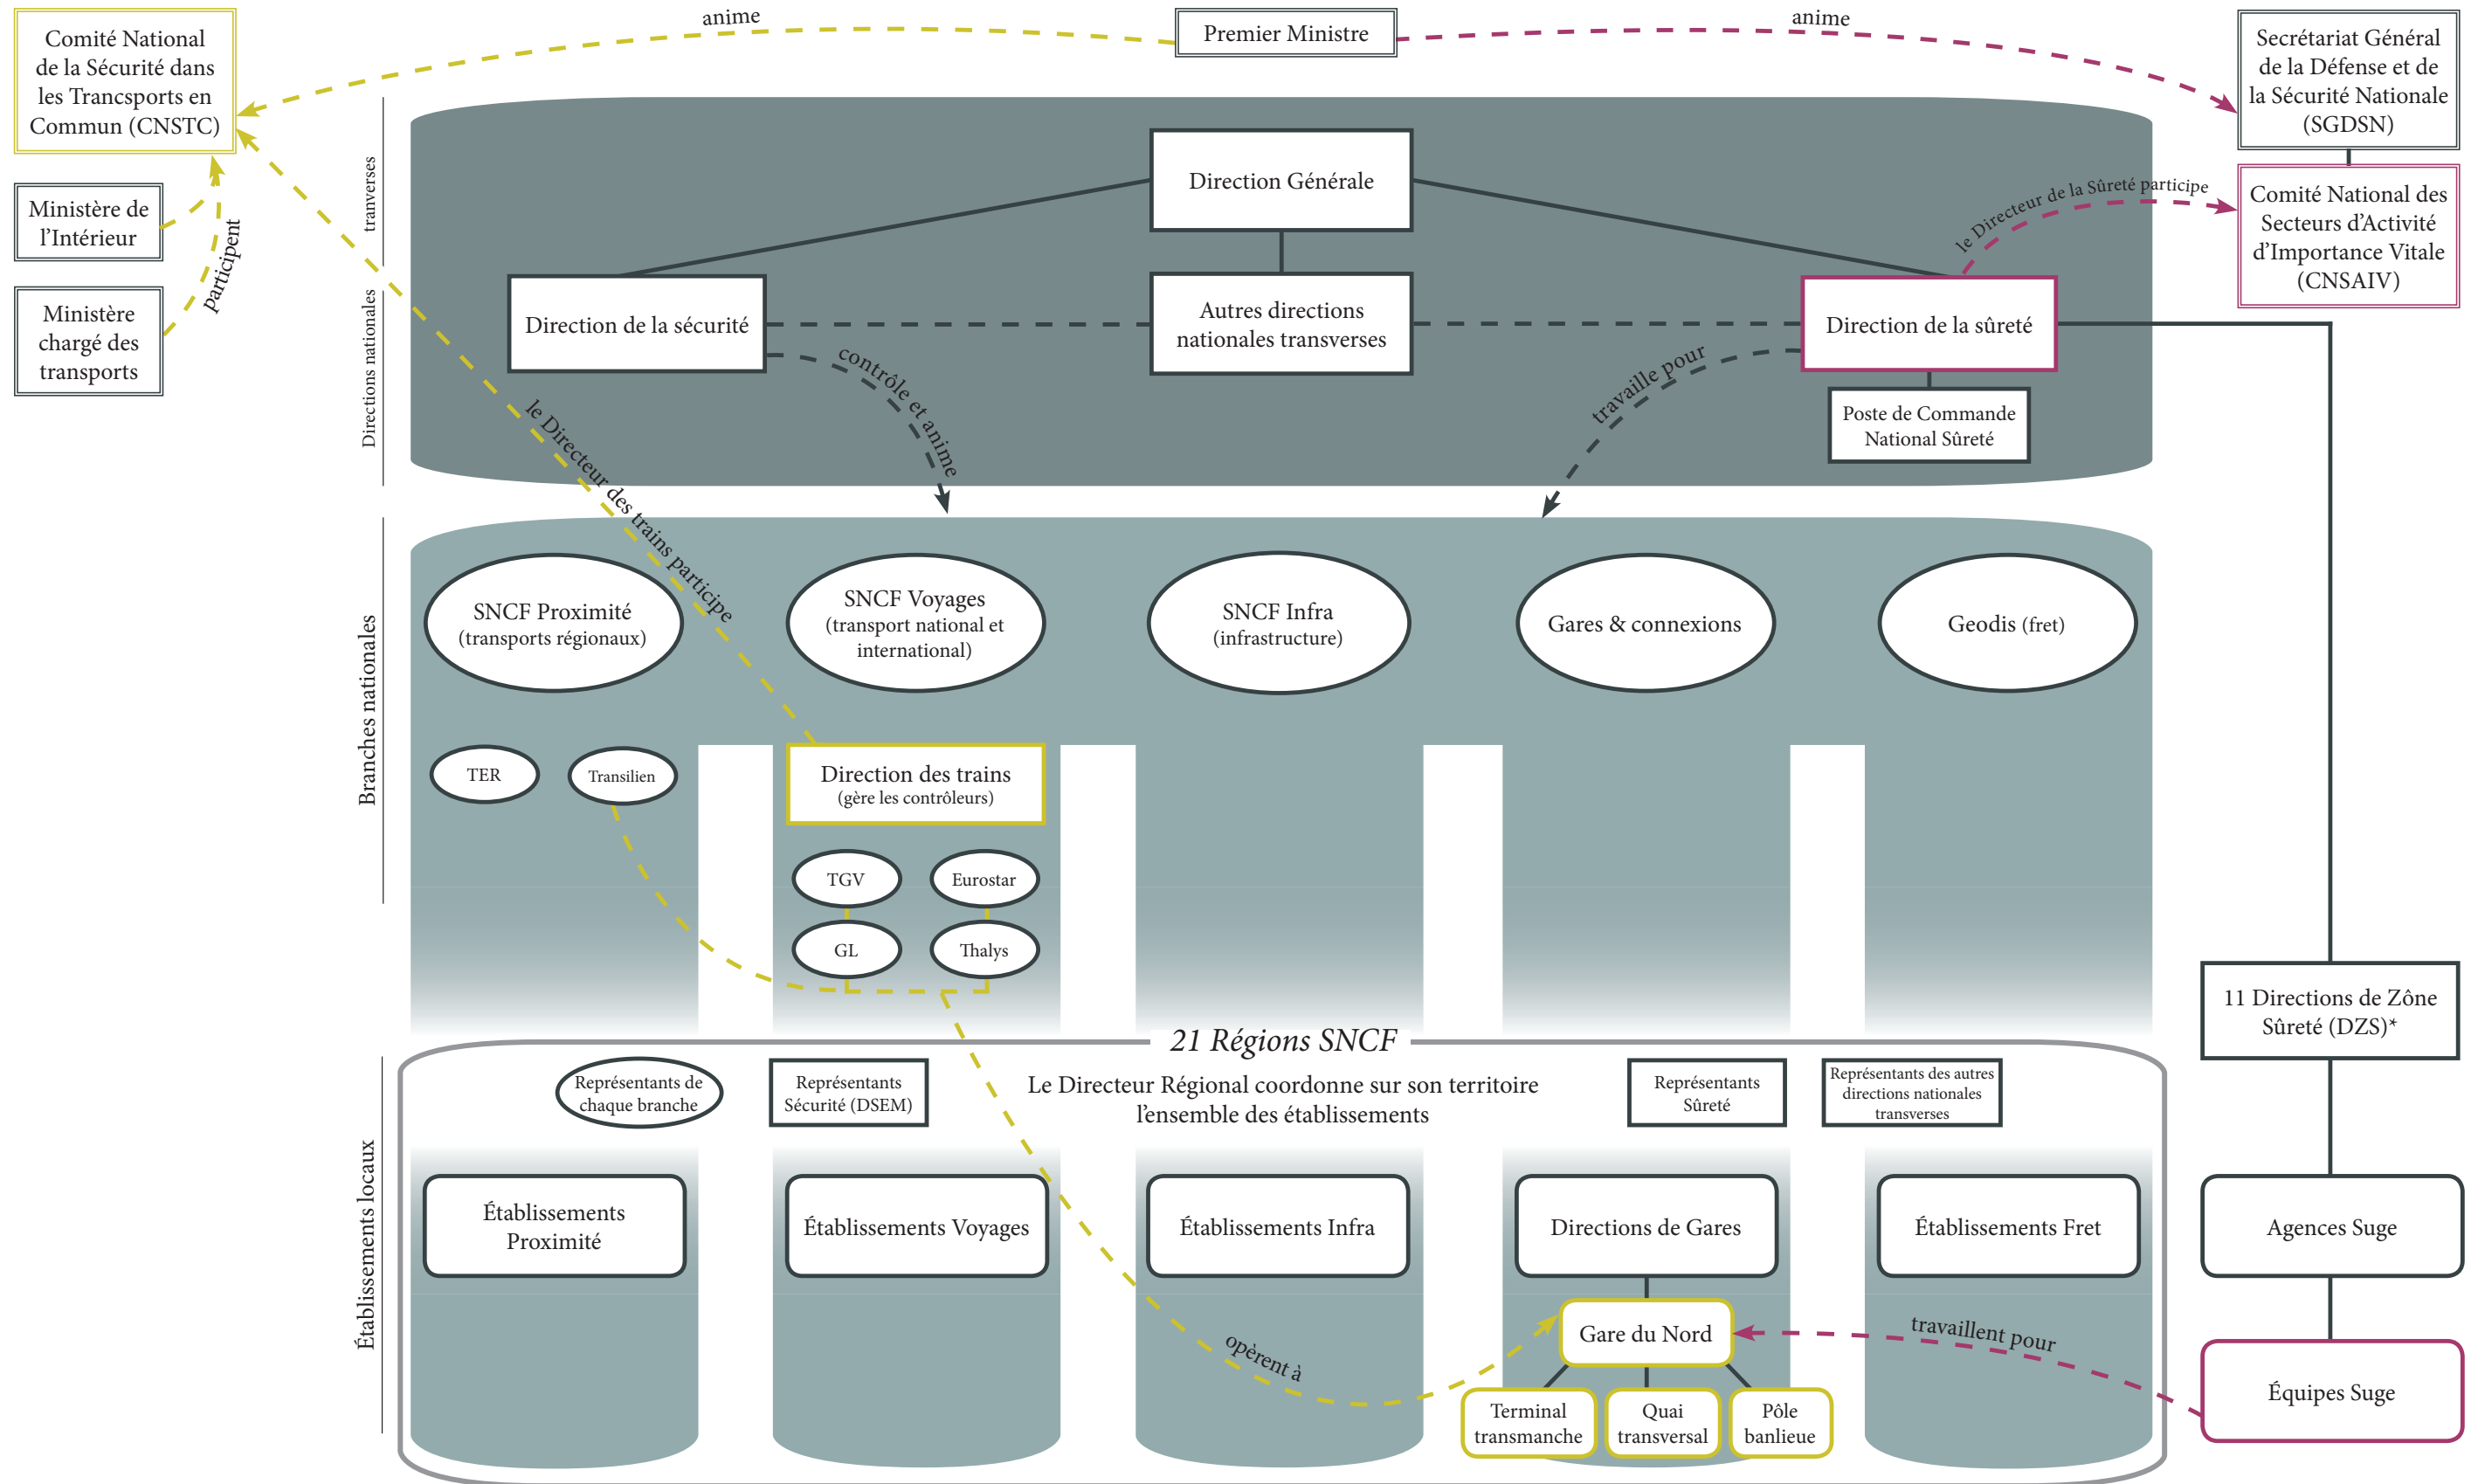 Comité National
de la Sécurité dans
les Trancsports en
Commun (CNSTC)
anime
Premier Ministre
anime
Secrétariat Général
de la Défense et de
la Sécurité Nationale
(SGDSN)
Ministère de
l'Intérieur
participent
Ministère
chargé des
transports
tranverses
Directions nationales
Direction Générale
le Directeur de la Sûreté participe
Comité National des
Secteurs d'Activité
d'Importance Vitale
(CNSAIV)
Direction de la sécurité
Autres directions
nationales transverses
Direction de la sûreté
contrôle et anime
travaille pour
Poste de Commande
National Sûreté
le Directeur des trains participe
Branches nationales
SNCF Proximité
(transports régionaux)
SNCF Voyages
(transport national et
international)
SNCF Infra
(infrastructure)
Gares & connexions
Geodis (fret)
TER
Transilien
Direction des trains
(gère les contrôleurs)
TGV
Eurostar
GL
Thalys
11 Directions de Zône
Sûreté (DZS)*
21 Régions SNCF
Établissements locaux
Représentants de
chaque branche
Représentants
Sécurité (DSEM)
Le Directeur Régional coordonne sur son territoire
l'ensemble des établissements
Représentants
Sûreté
Représentants des autres
directions nationales
transverses
Établissements
Proximité
Établissements Voyages
Établissements Infra
Directions de Gares
Établissements Fret
Agences Suge
opèrent à
Gare du Nord
travaillent pour
Terminal
transmanche
Quai
transversal
Pôle
banlieue
Équipes Suge